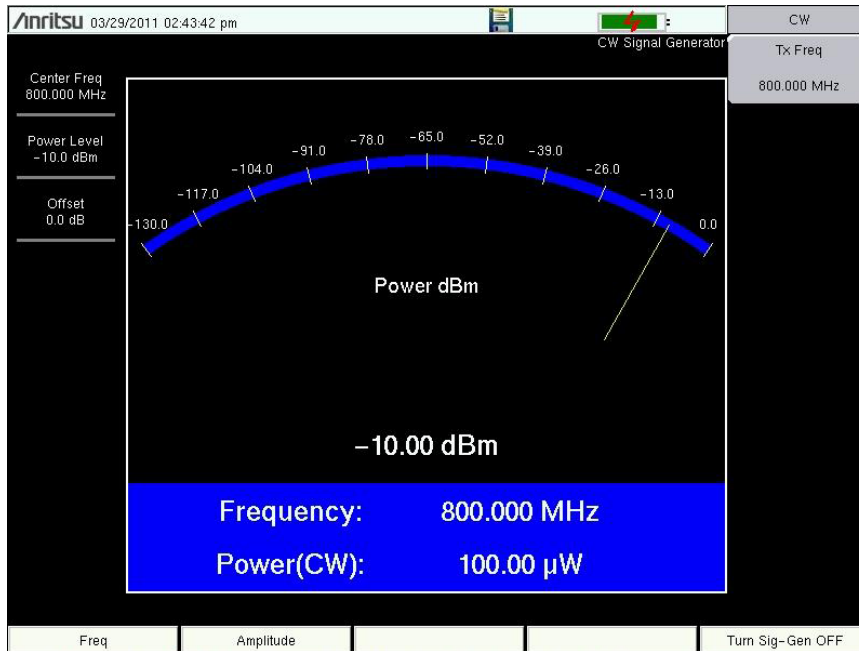 /Inritsu 03/29/2011 02:43:42 pm
CW
CW Signal Generator
Tx Freq
800.000 MHz
Center Freq
800.000 MHz
Power Level
−10.0 dBm
Offset
0.0 dB
−130.0
−117.0
−104.0
−91.0
−78.0
−65.0
−52.0
−39.0
−26.0
−13.0
0.0
Power dBm
−10.00 dBm
Frequency: 800.000 MHz
Power(CW): 100.00 µW
Freq
Amplitude
Turn Sig−Gen OFF